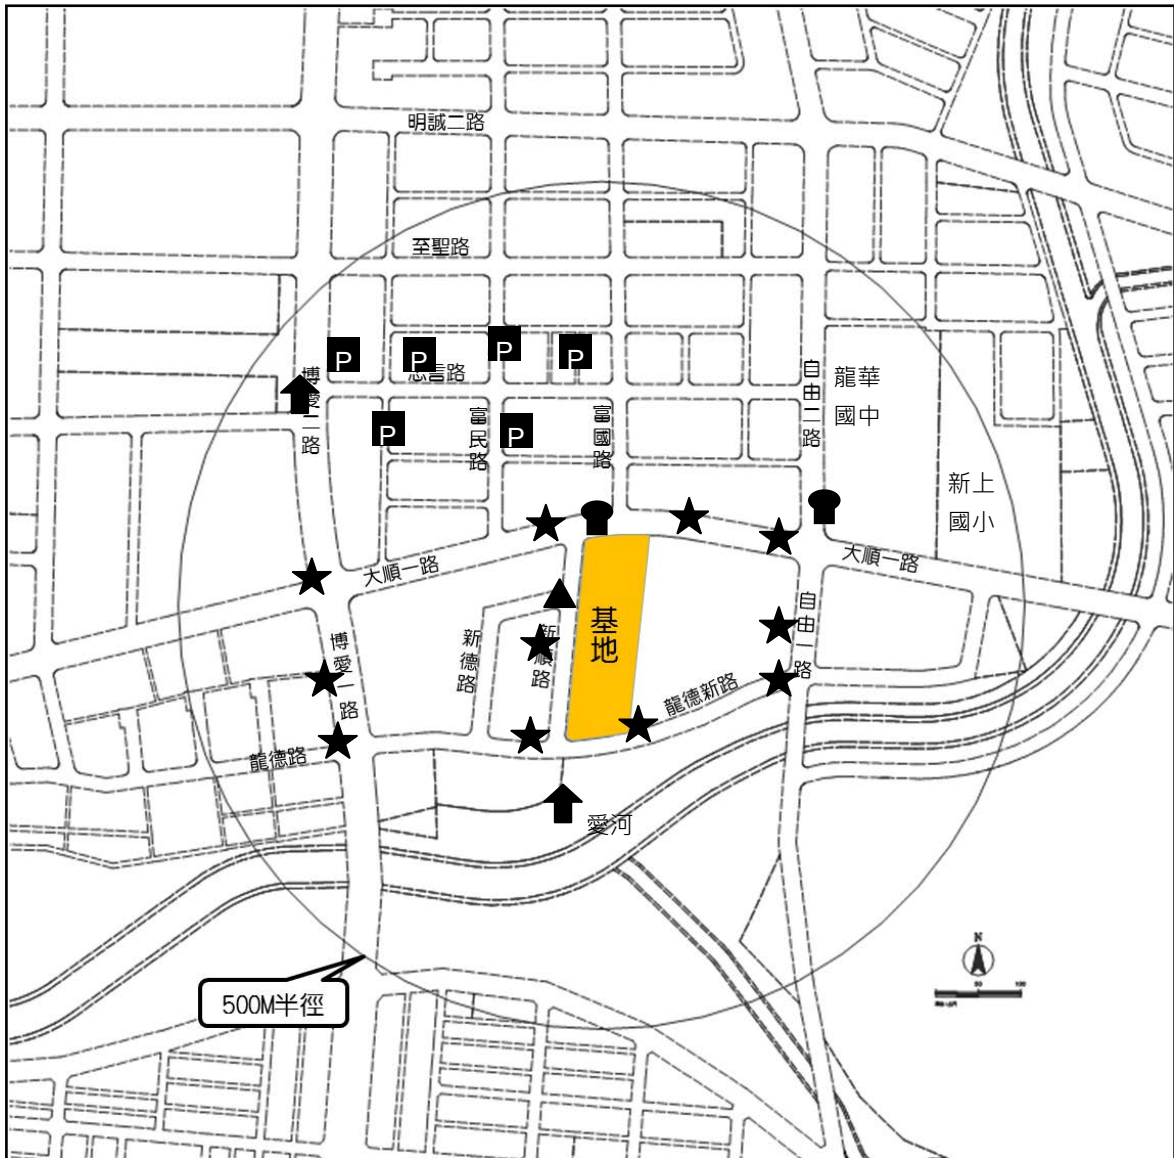 明誠二路
至聖路
P
P
P
P
忠言路
博愛二路
P
P
富民路
富國路
自由二路
龍華
國中
新上
國小
大順一路
大順一路
基地
新德路
新順路
自由一路
博愛一路
龍德新路
龍德路
愛河
500M半徑
N
50
100